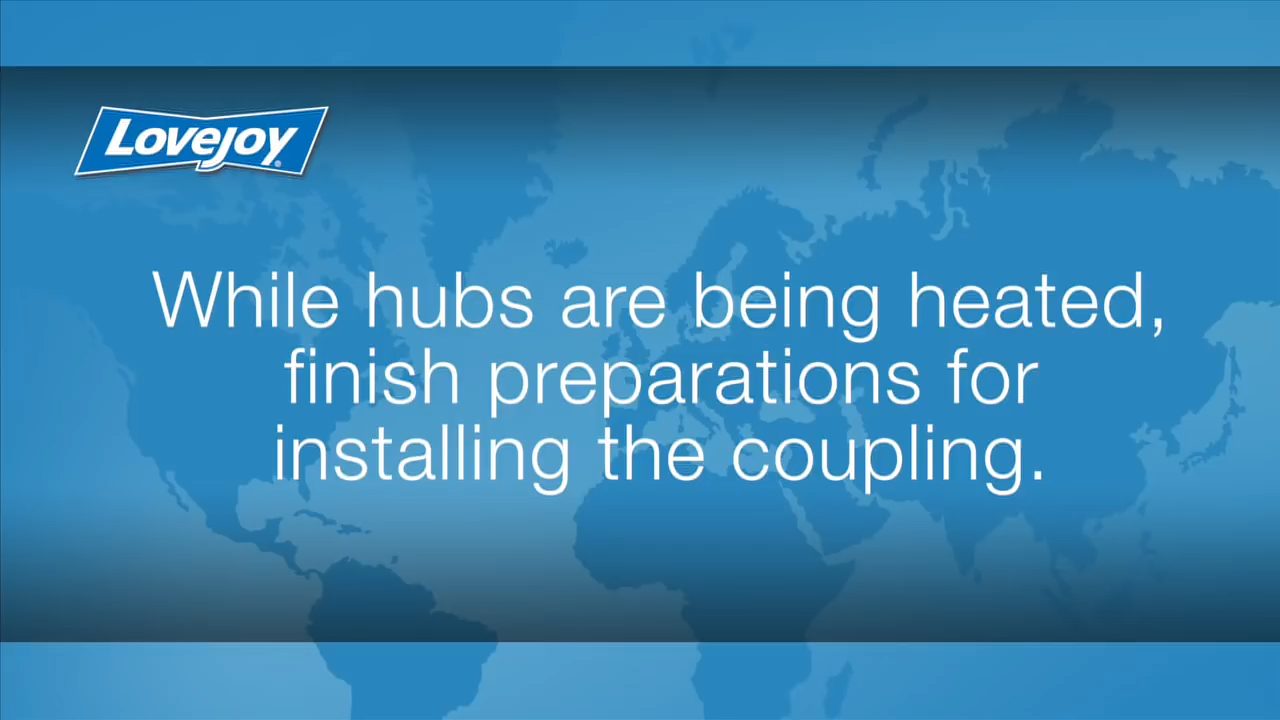 Lovejoy®
While hubs are being heated,
finish preparations for
installing the coupling.